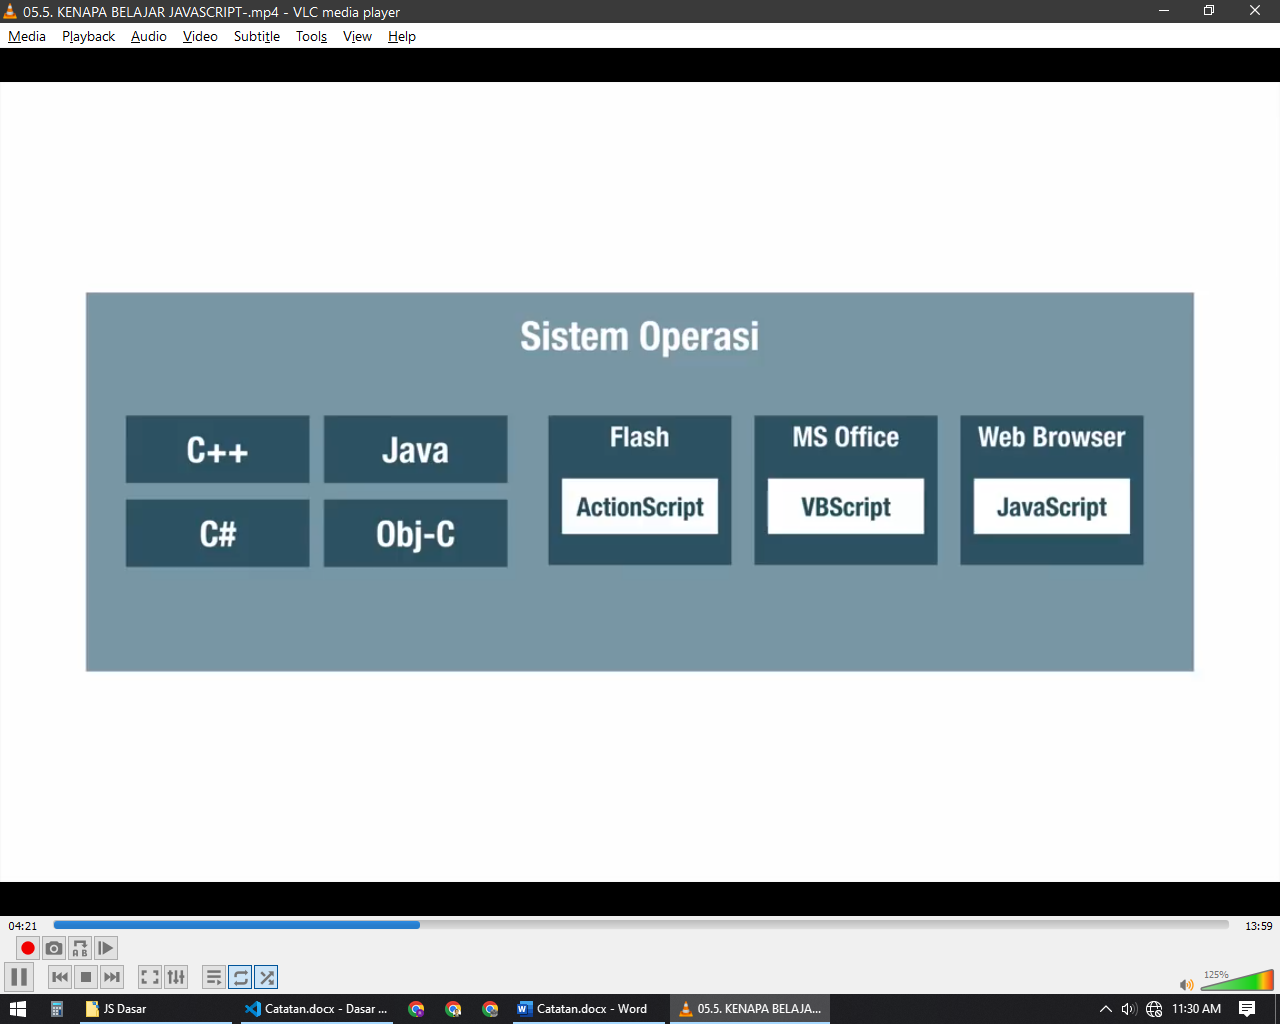 05.5. KENAPA BELAJAR JAVASCRIPT-.mp4 - VLC media player
Media Playback Audio Video Subtitle Tools View Help
Sistem Operasi
C++ Java
C# Obj-C
Flash
ActionScript
MS Office
VBScript
Web Browser
JavaScript
04:21 13:59
A B
125%
JS Dasar
Catatan.docx - Dasar ...
Catatan.docx - Word
05.5. KENAPA BELAJA...
11:30 AM